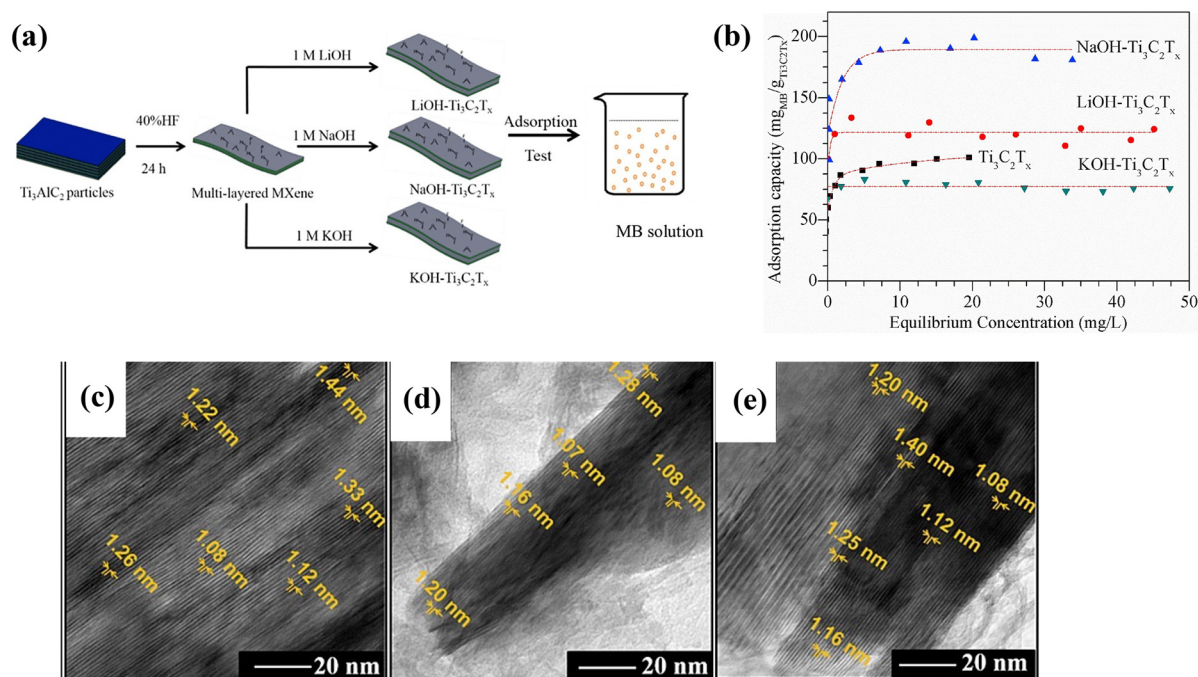 (a)
40%HF
24 h
Ti₃AlC₂ particles
Multi-layered MXene
1 M LiOH
1 M NaOH
1 M KOH
LiOH-Ti₃C₂Tₓ
NaOH-Ti₃C₂Tₓ
KOH-Ti₃C₂Tₓ
Adsorption
Test
MB solution
(b)
Adsorption capacity (mg_MB/g_Ti3C2Tx)
200
150
100
50
0
NaOH-Ti₃C₂Tₓ
LiOH-Ti₃C₂Tₓ
Ti₃C₂Tₓ
KOH-Ti₃C₂Tₓ
0 10 20 30 40 50
Equilibrium Concentration (mg/L)
(c)
1.44 nm
1.22 nm
1.33 nm
1.26 nm
1.08 nm
1.12 nm
20 nm
(d)
1.28 nm
1.07 nm
1.08 nm
1.16 nm
1.20 nm
20 nm
(e)
1.20 nm
1.40 nm
1.08 nm
1.12 nm
1.25 nm
1.16 nm
20 nm